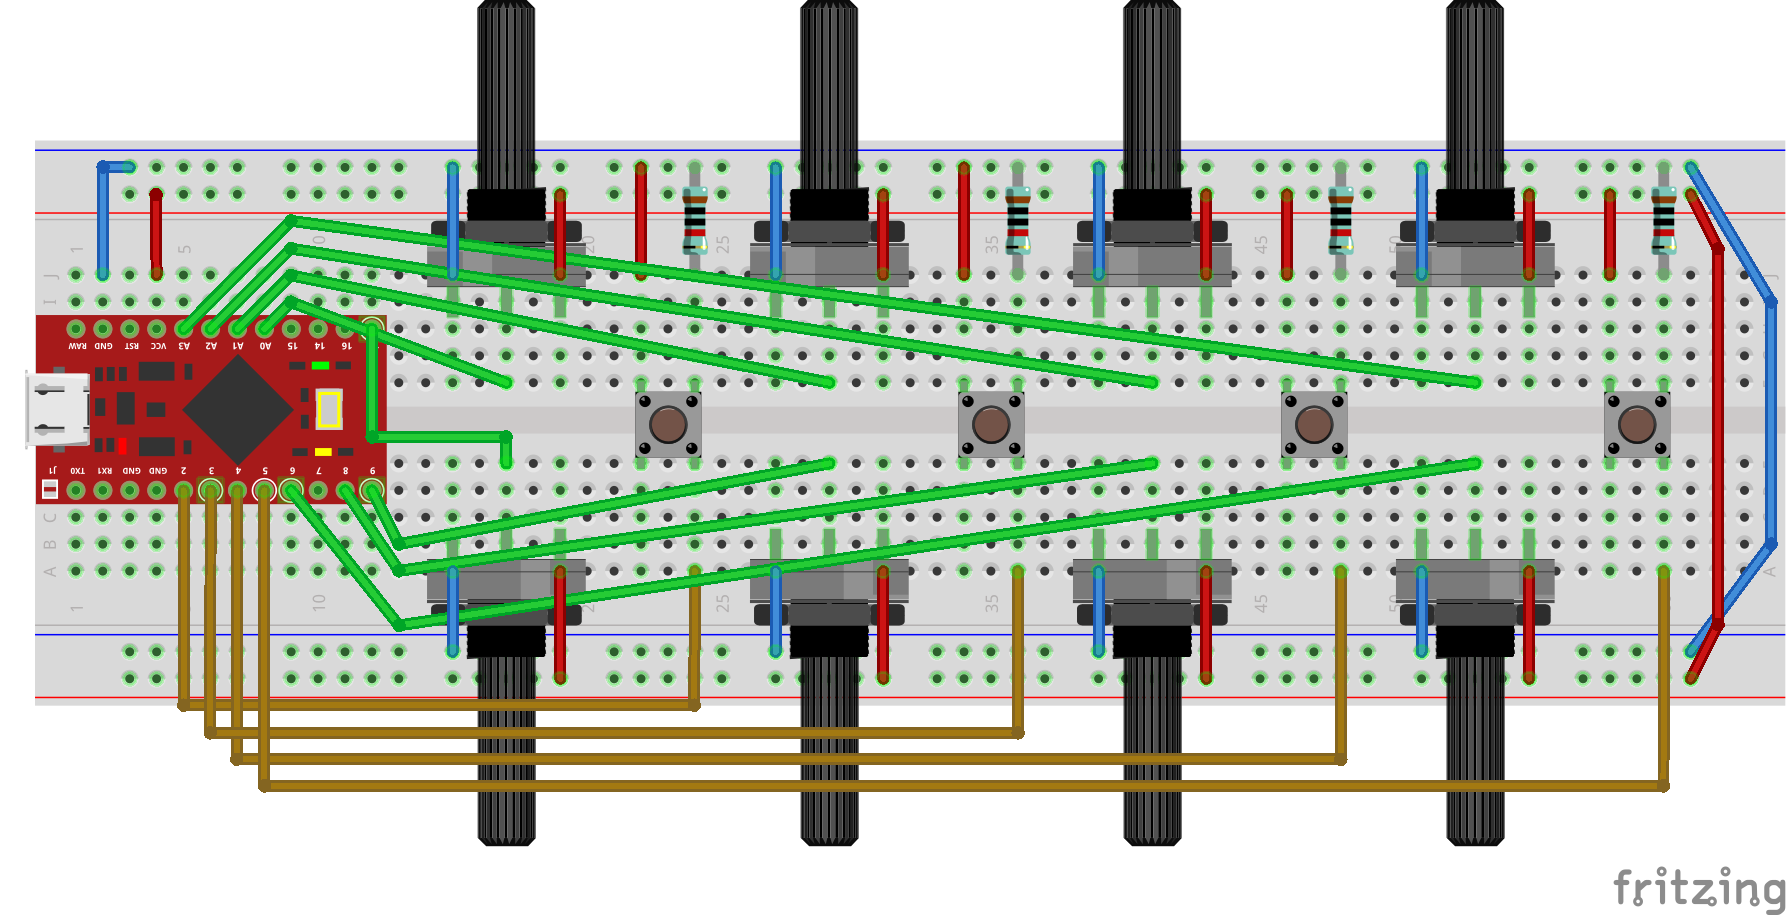 1 5 10 20 25 35 45 50
J J
I
RAW GND RST VCC A3 A2 A1 A0 15 14 16
J1 TX0 RX1 GND GND 2 3 4 5 6 7 8 9
C
B
A A
1 10 20 25 35 45 50
fritzing